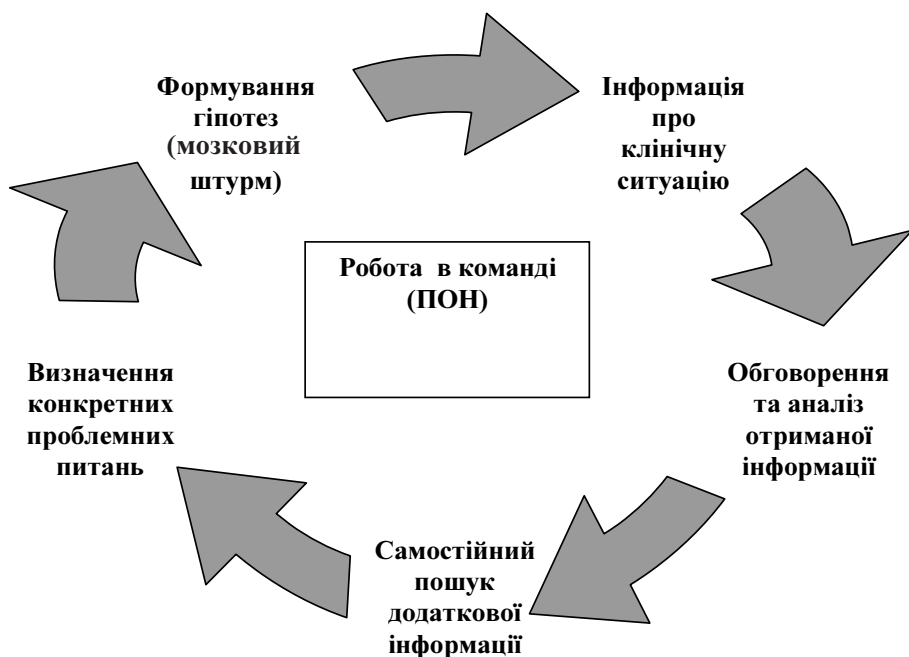 Формування
гіпотез
(мозковий
штурм)
Інформація
про
клінічну
ситуацію
Робота в команді
(ПОН)
Визначення
конкретних
проблемних
питань
Обговорення
та аналіз
отриманої
інформації
Самостійний
пошук
додаткової
інформації